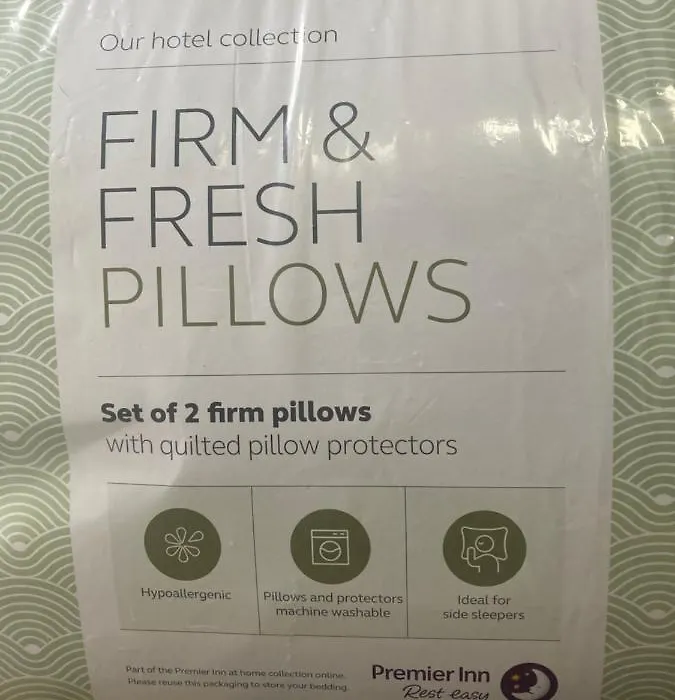 Our hotel collection
FIRM &
FRESH
PILLOWS
Set of 2 firm pillows
with quilted pillow protectors
Hypoallergenic
Pillows and protectors
machine washable
Ideal for
side sleepers
Part of the Premier Inn at home collection online.
Please reuse this packaging to store your bedding.
Premier Inn
Rest easy